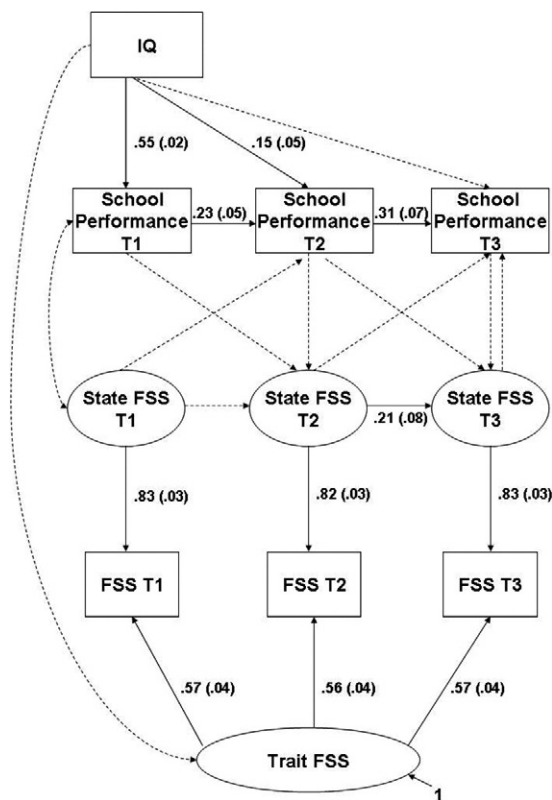 IQ
.55 (.02)
.15 (.05)
School
Performance
T1
.23 (.05)
School
Performance
T2
.31 (.07)
School
Performance
T3
State FSS
T1
State FSS
T2
.21 (.08)
State FSS
T3
.83 (.03)
.82 (.03)
.83 (.03)
FSS T1
FSS T2
FSS T3
.57 (.04)
.56 (.04)
.57 (.04)
Trait FSS
1